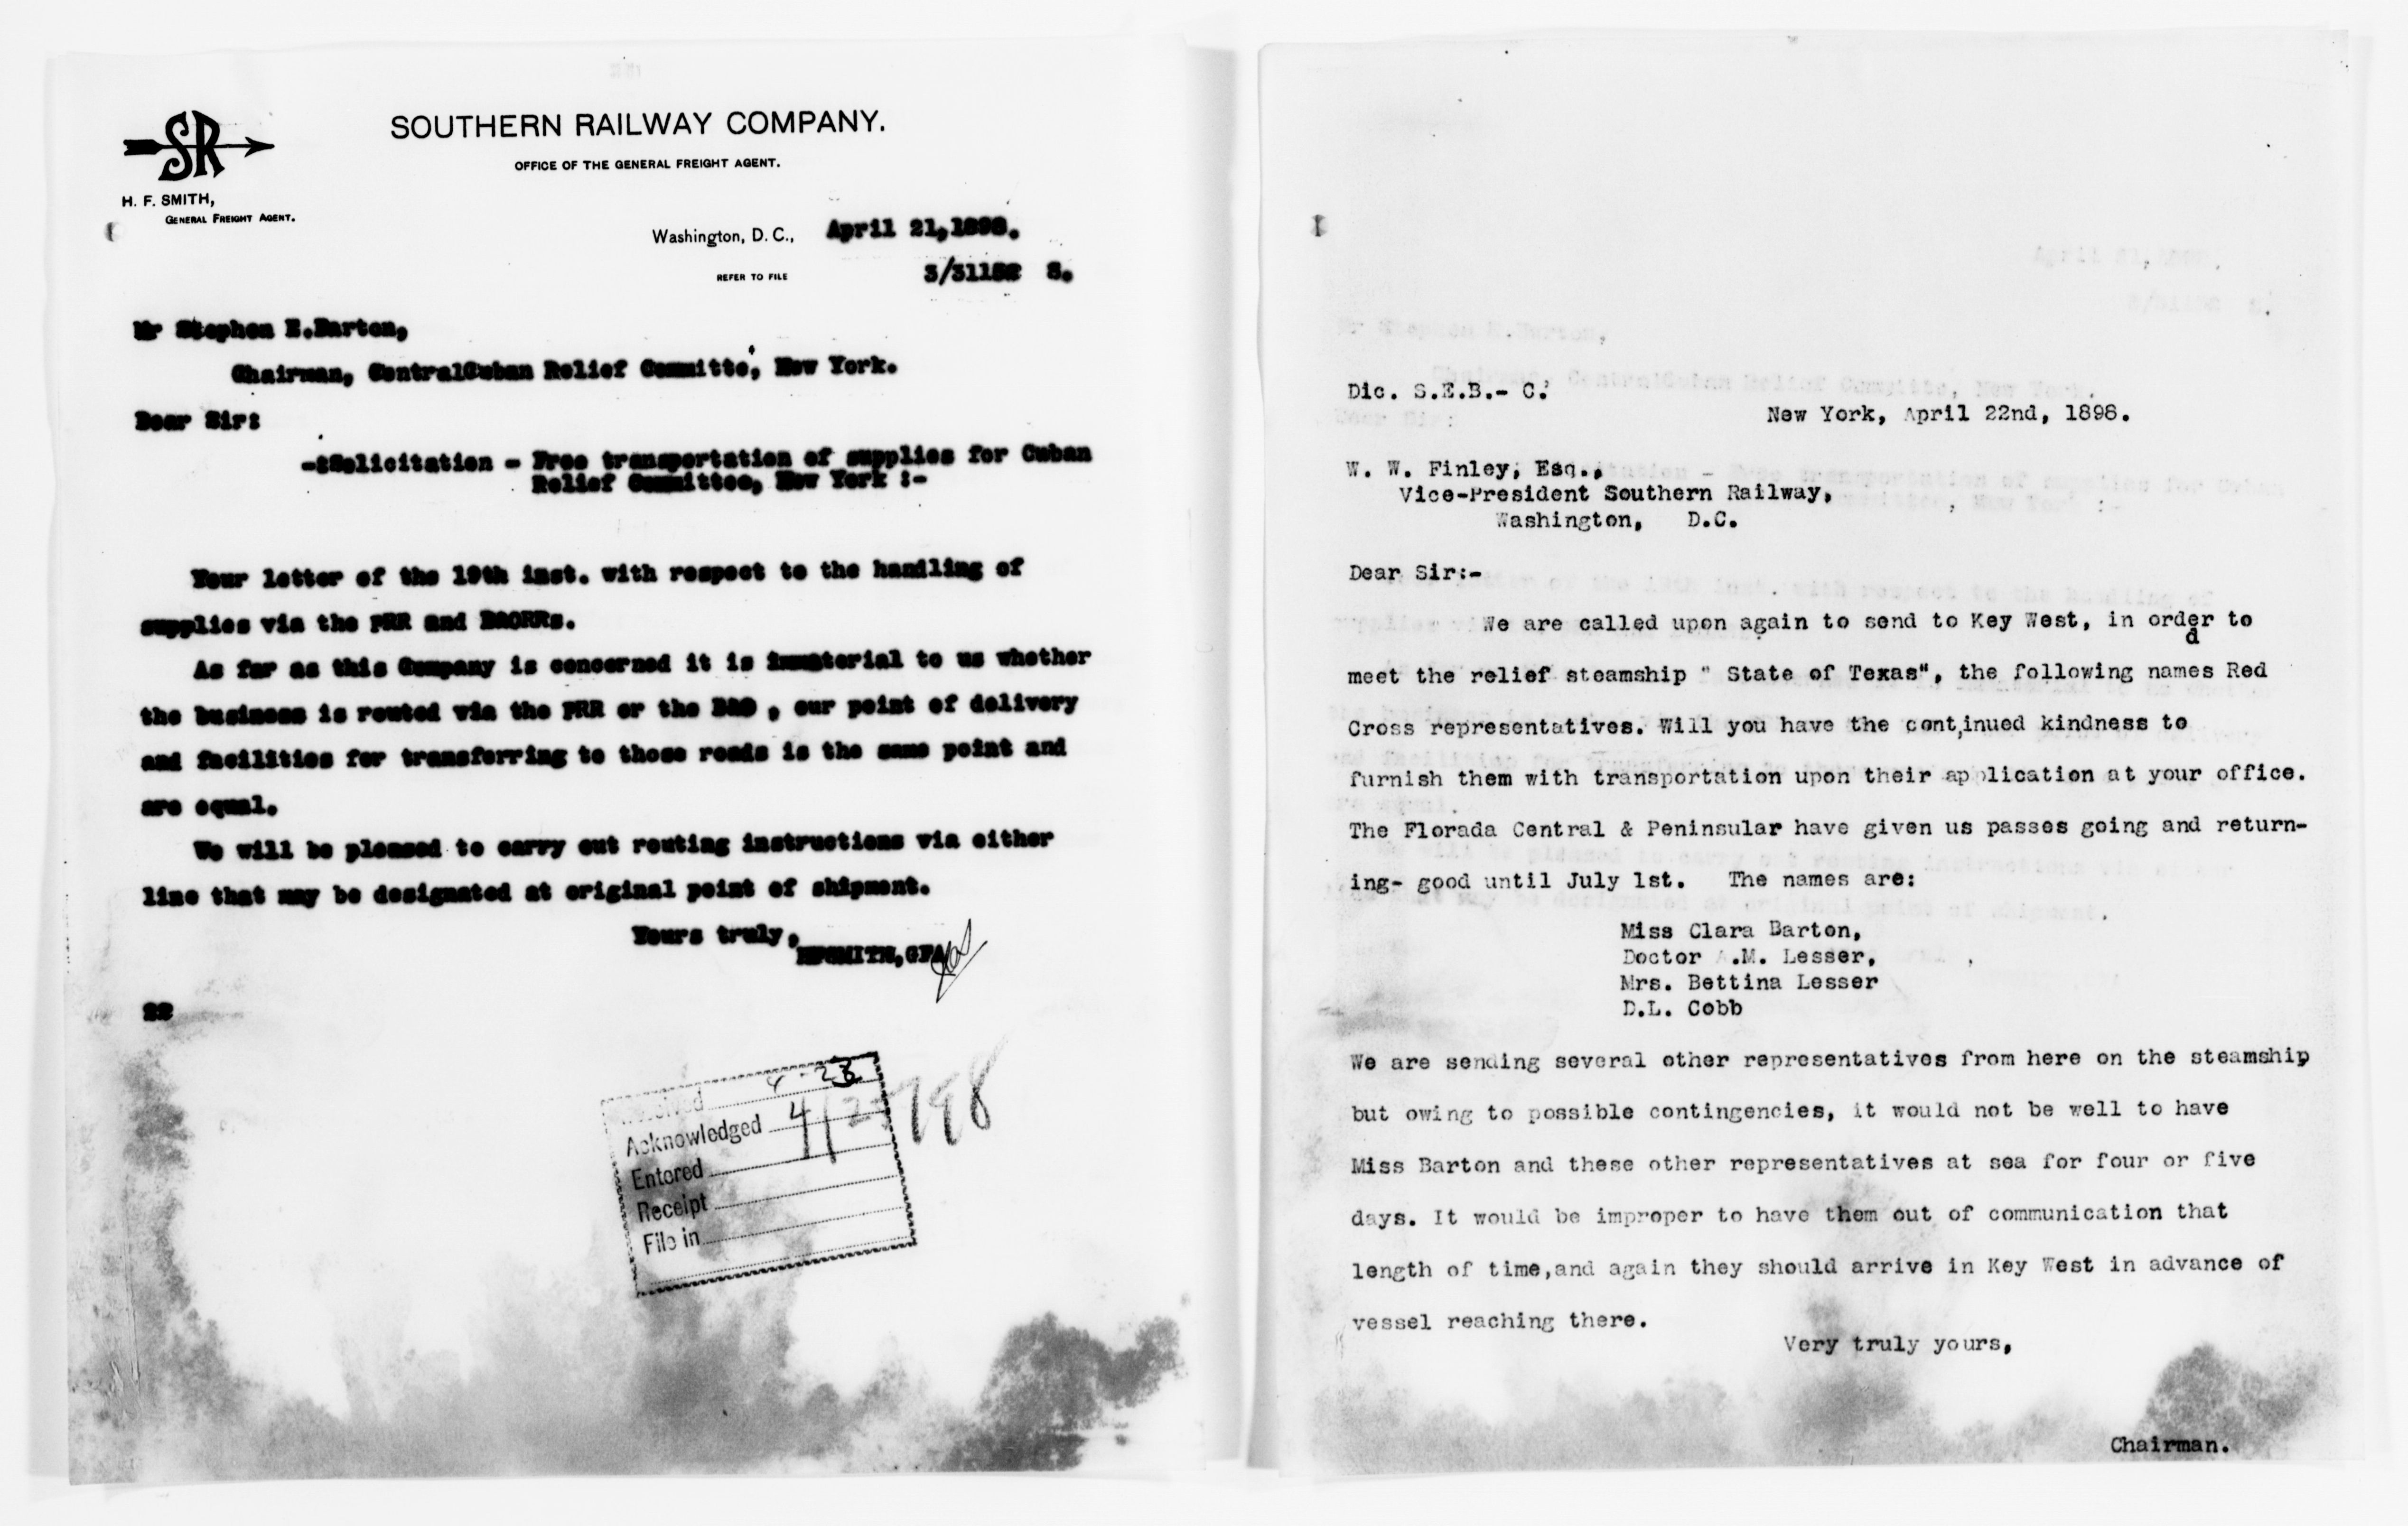 SR
SOUTHERN RAILWAY COMPANY.
OFFICE OF THE GENERAL FREIGHT AGENT.
H. F. SMITH,
GENERAL FREIGHT AGENT.
Washington, D. C., April 21, 1898.
REFER TO FILE 3/31182 S.
Mr Stephen E.Barton,
Chairman, CentralCuban Relief Committe, New York.
Dear Sir:
-:Solicitation - Free transportation of supplies for Cuban
Relief Committee, New York :-
Your letter of the 19th inst. with respect to the handling of
supplies via the PRR and B&ORRs.
As far as this Company is concerned it is immaterial to us whether
the business is routed via the PRR or the B&O , our point of delivery
and facilities for transferring to those roads is the same point and
are equal.
We will be pleased to carry out routing instructions via either
line that may be designated at original point of shipment.
Yours truly,
HFSMITH,GFA
22
Received 4-23
Acknowledged 4/23/98
Entered
Receipt
File in
Dic. S.E.B.- C.
New York, April 22nd, 1898.
W. W. Finley, Esq.,
Vice-President Southern Railway,
Washington, D.C.
Dear Sir:-
We are called upon again to send to Key West, in order to
d
meet the relief steamship " State of Texas", the following names Red
Cross representatives. Will you have the cont,inued kindness to
furnish them with transportation upon their application at your office.
The Florada Central & Peninsular have given us passes going and return-
ing- good until July 1st. The names are:
Miss Clara Barton,
Doctor A.M. Lesser,
Mrs. Bettina Lesser
D.L. Cobb
We are sending several other representatives from here on the steamship
but owing to possible contingencies, it would not be well to have
Miss Barton and these other representatives at sea for four or five
days. It would be improper to have them out of communication that
length of time,and again they should arrive in Key West in advance of
vessel reaching there.
Very truly yours,
Chairman.